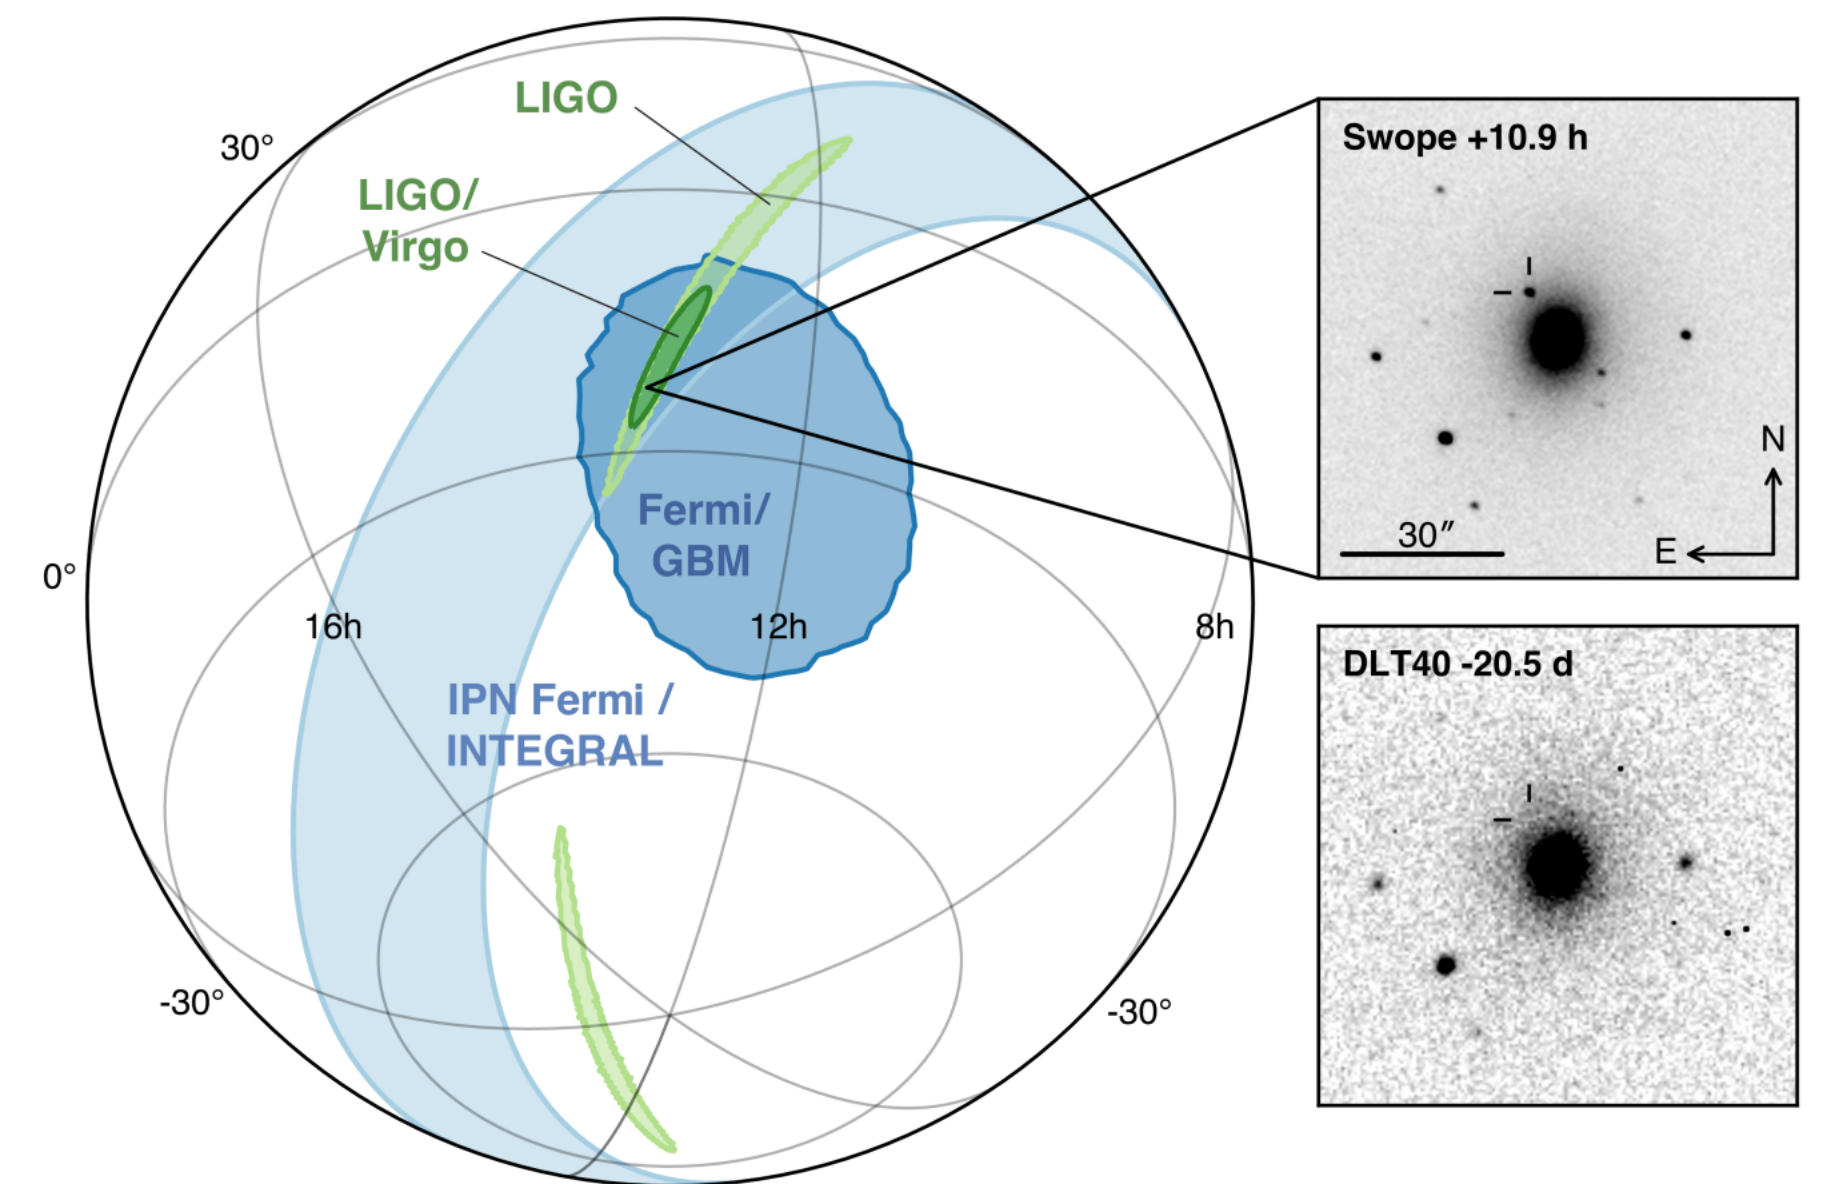 LIGO
30°
LIGO/
Virgo
0°
16h
12h
8h
Fermi/
GBM
IPN Fermi /
INTEGRAL
-30°
-30°
Swope +10.9 h
N
30″
E
DLT40 -20.5 d